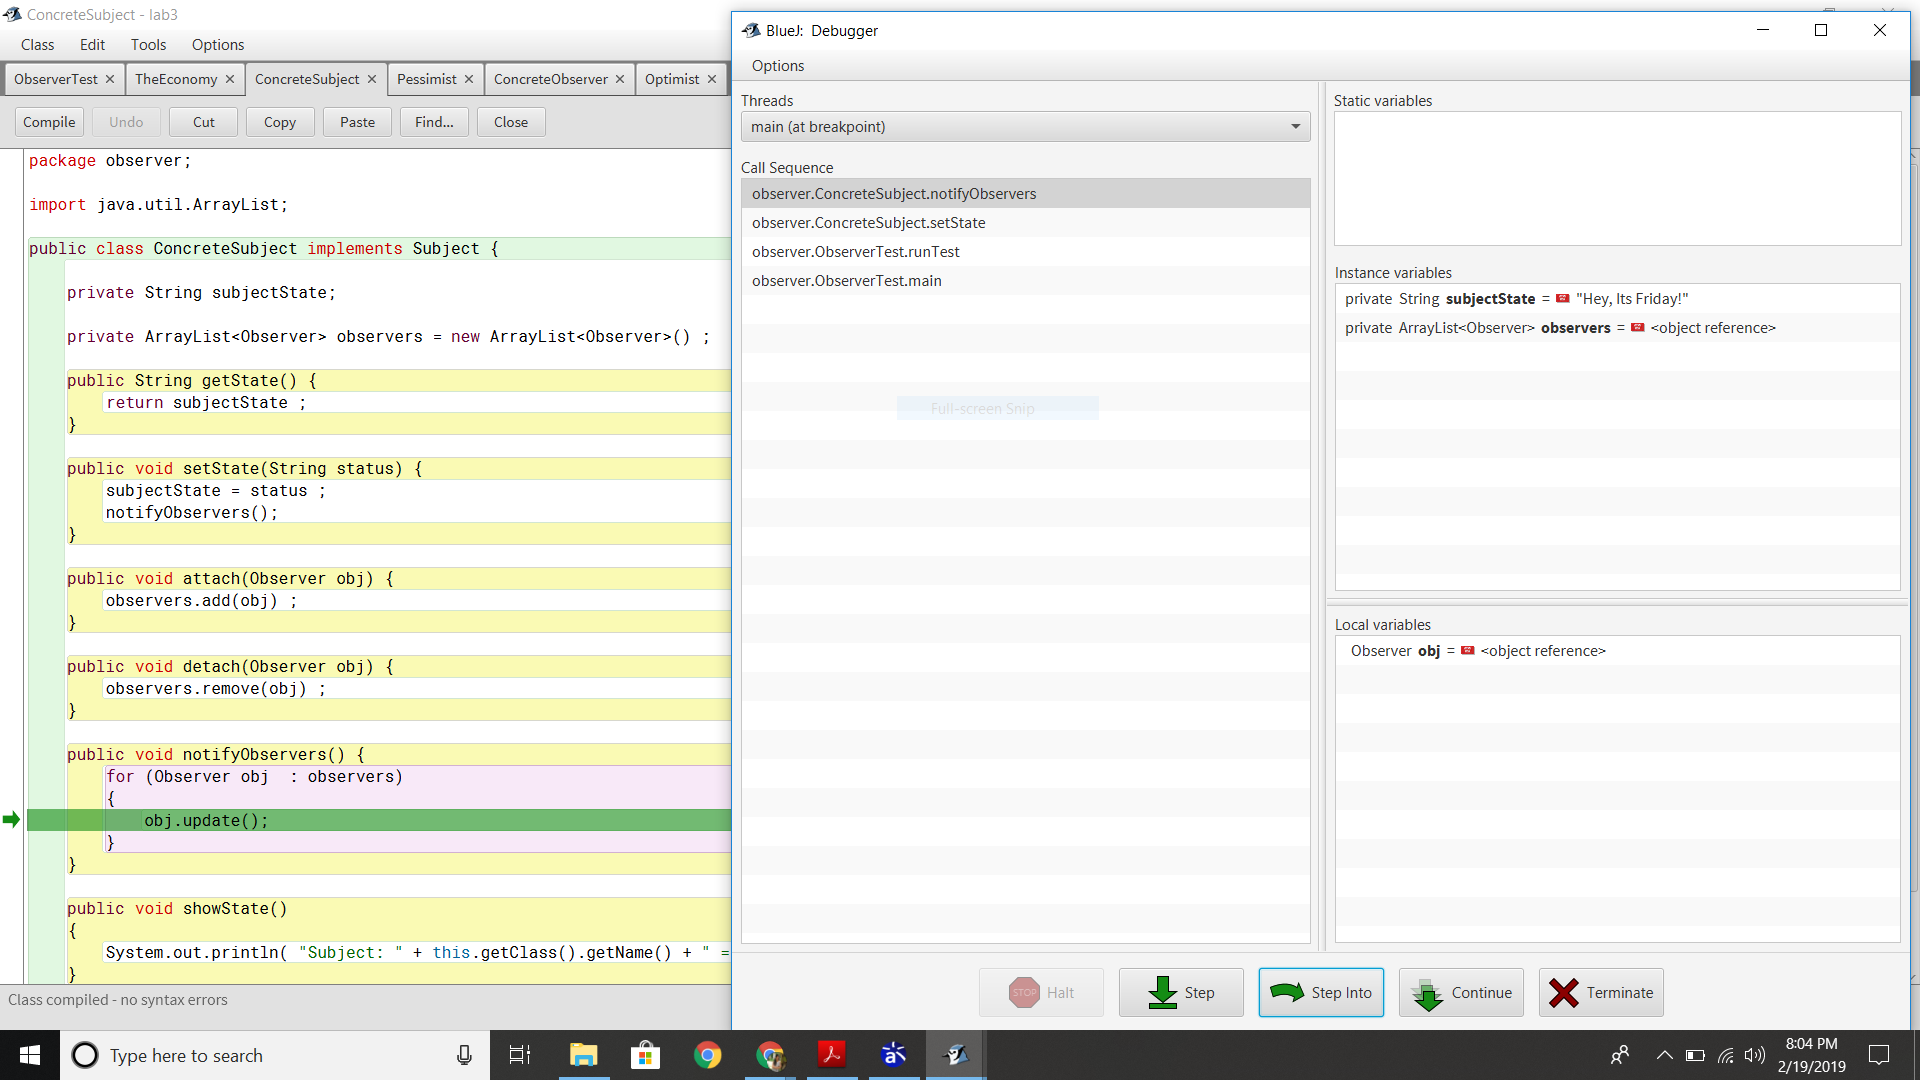 ConcreteSubject - lab3
Class Edit Tools Options
ObserverTest × TheEconomy × ConcreteSubject × Pessimist × ConcreteObserver × Optimist ×
Compile Undo Cut Copy Paste Find... Close
package observer;
import java.util.ArrayList;
public class ConcreteSubject implements Subject {
private String subjectState;
private ArrayList<Observer> observers = new ArrayList<Observer>() ;
public String getState() {
return subjectState ;
}
public void setState(String status) {
subjectState = status ;
notifyObservers();
}
public void attach(Observer obj) {
observers.add(obj) ;
}
public void detach(Observer obj) {
observers.remove(obj) ;
}
public void notifyObservers() {
for (Observer obj  : observers)
{
obj.update();
}
}
public void showState()
{
System.out.println( "Subject: " + this.getClass().getName() + " =
}
Class compiled - no syntax errors
BlueJ: Debugger
Options
Threads
main (at breakpoint)
Call Sequence
observer.ConcreteSubject.notifyObservers
observer.ConcreteSubject.setState
observer.ObserverTest.runTest
observer.ObserverTest.main
Full-screen Snip
Static variables
Instance variables
private String subjectState = "Hey, Its Friday!"
private ArrayList<Observer> observers = <object reference>
Local variables
Observer obj = <object reference>
STOP Halt Step Step Into Continue Terminate
Type here to search
8:04 PM
2/19/2019